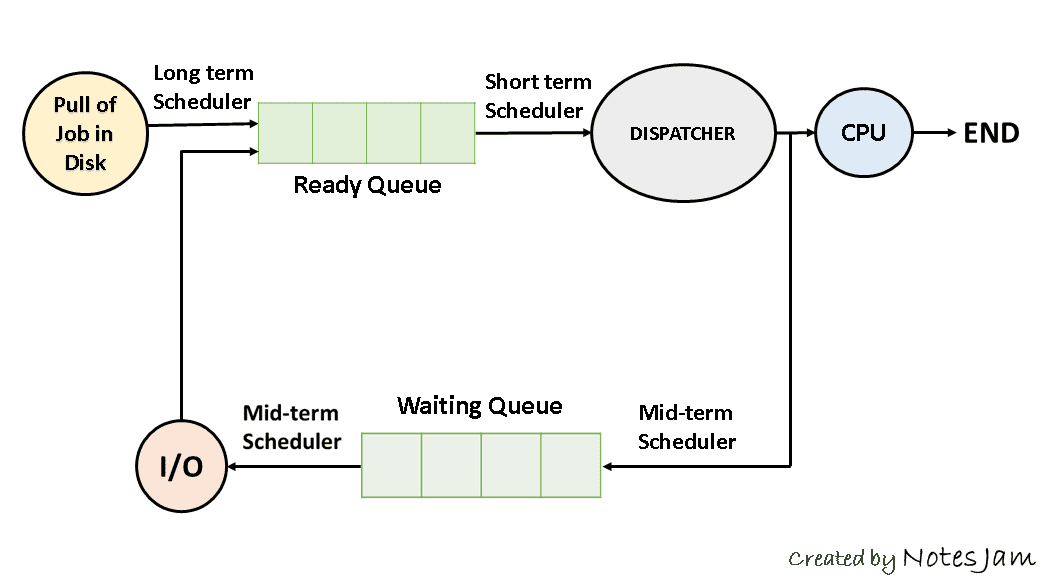 Long term
Scheduler
Pull of
Job in
Disk
Ready Queue
Short term
Scheduler
DISPATCHER
CPU
END
Waiting Queue
Mid-term
Scheduler
Mid-term
Scheduler
I/O
Created by NotesJam